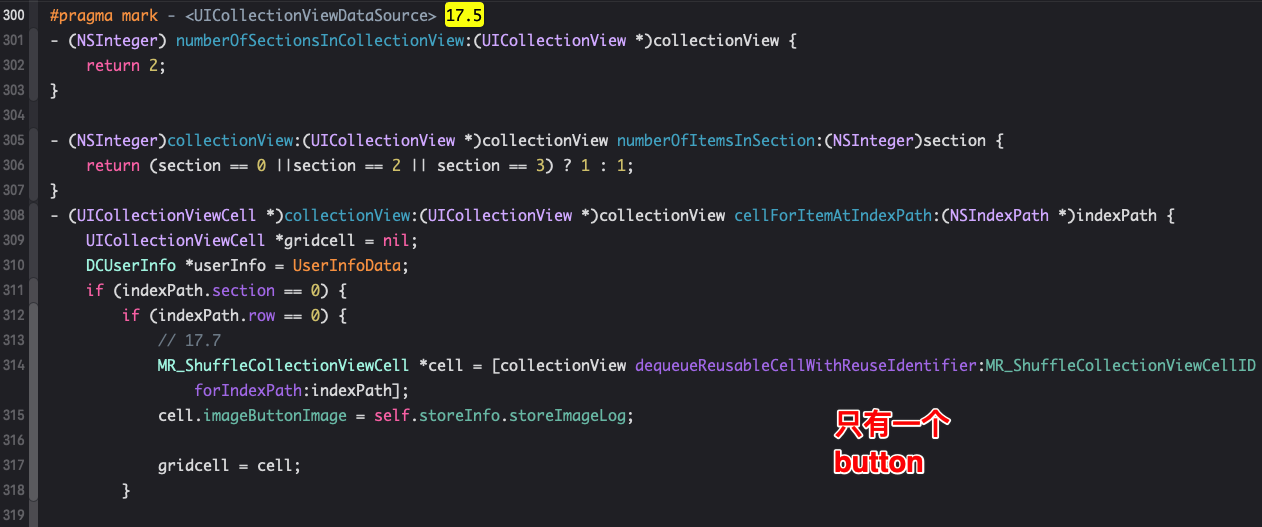 300 #pragma mark - <UICollectionViewDataSource> 17.5
301 - (NSInteger) numberOfSectionsInCollectionView:(UICollectionView *)collectionView {
302     return 2;
303 }
304
305 - (NSInteger)collectionView:(UICollectionView *)collectionView numberOfItemsInSection:(NSInteger)section {
306     return (section == 0 ||section == 2 || section == 3) ? 1 : 1;
307 }
308 - (UICollectionViewCell *)collectionView:(UICollectionView *)collectionView cellForItemAtIndexPath:(NSIndexPath *)indexPath {
309     UICollectionViewCell *gridcell = nil;
310     DCUserInfo *userInfo = UserInfoData;
311     if (indexPath.section == 0) {
312         if (indexPath.row == 0) {
313             // 17.7
314             MR_ShuffleCollectionViewCell *cell = [collectionView dequeueReusableCellWithReuseIdentifier:MR_ShuffleCollectionViewCellID
                forIndexPath:indexPath];
315             cell.imageButtonImage = self.storeInfo.storeImageLog;
只有一个
316
button
317             gridcell = cell;
318         }
319